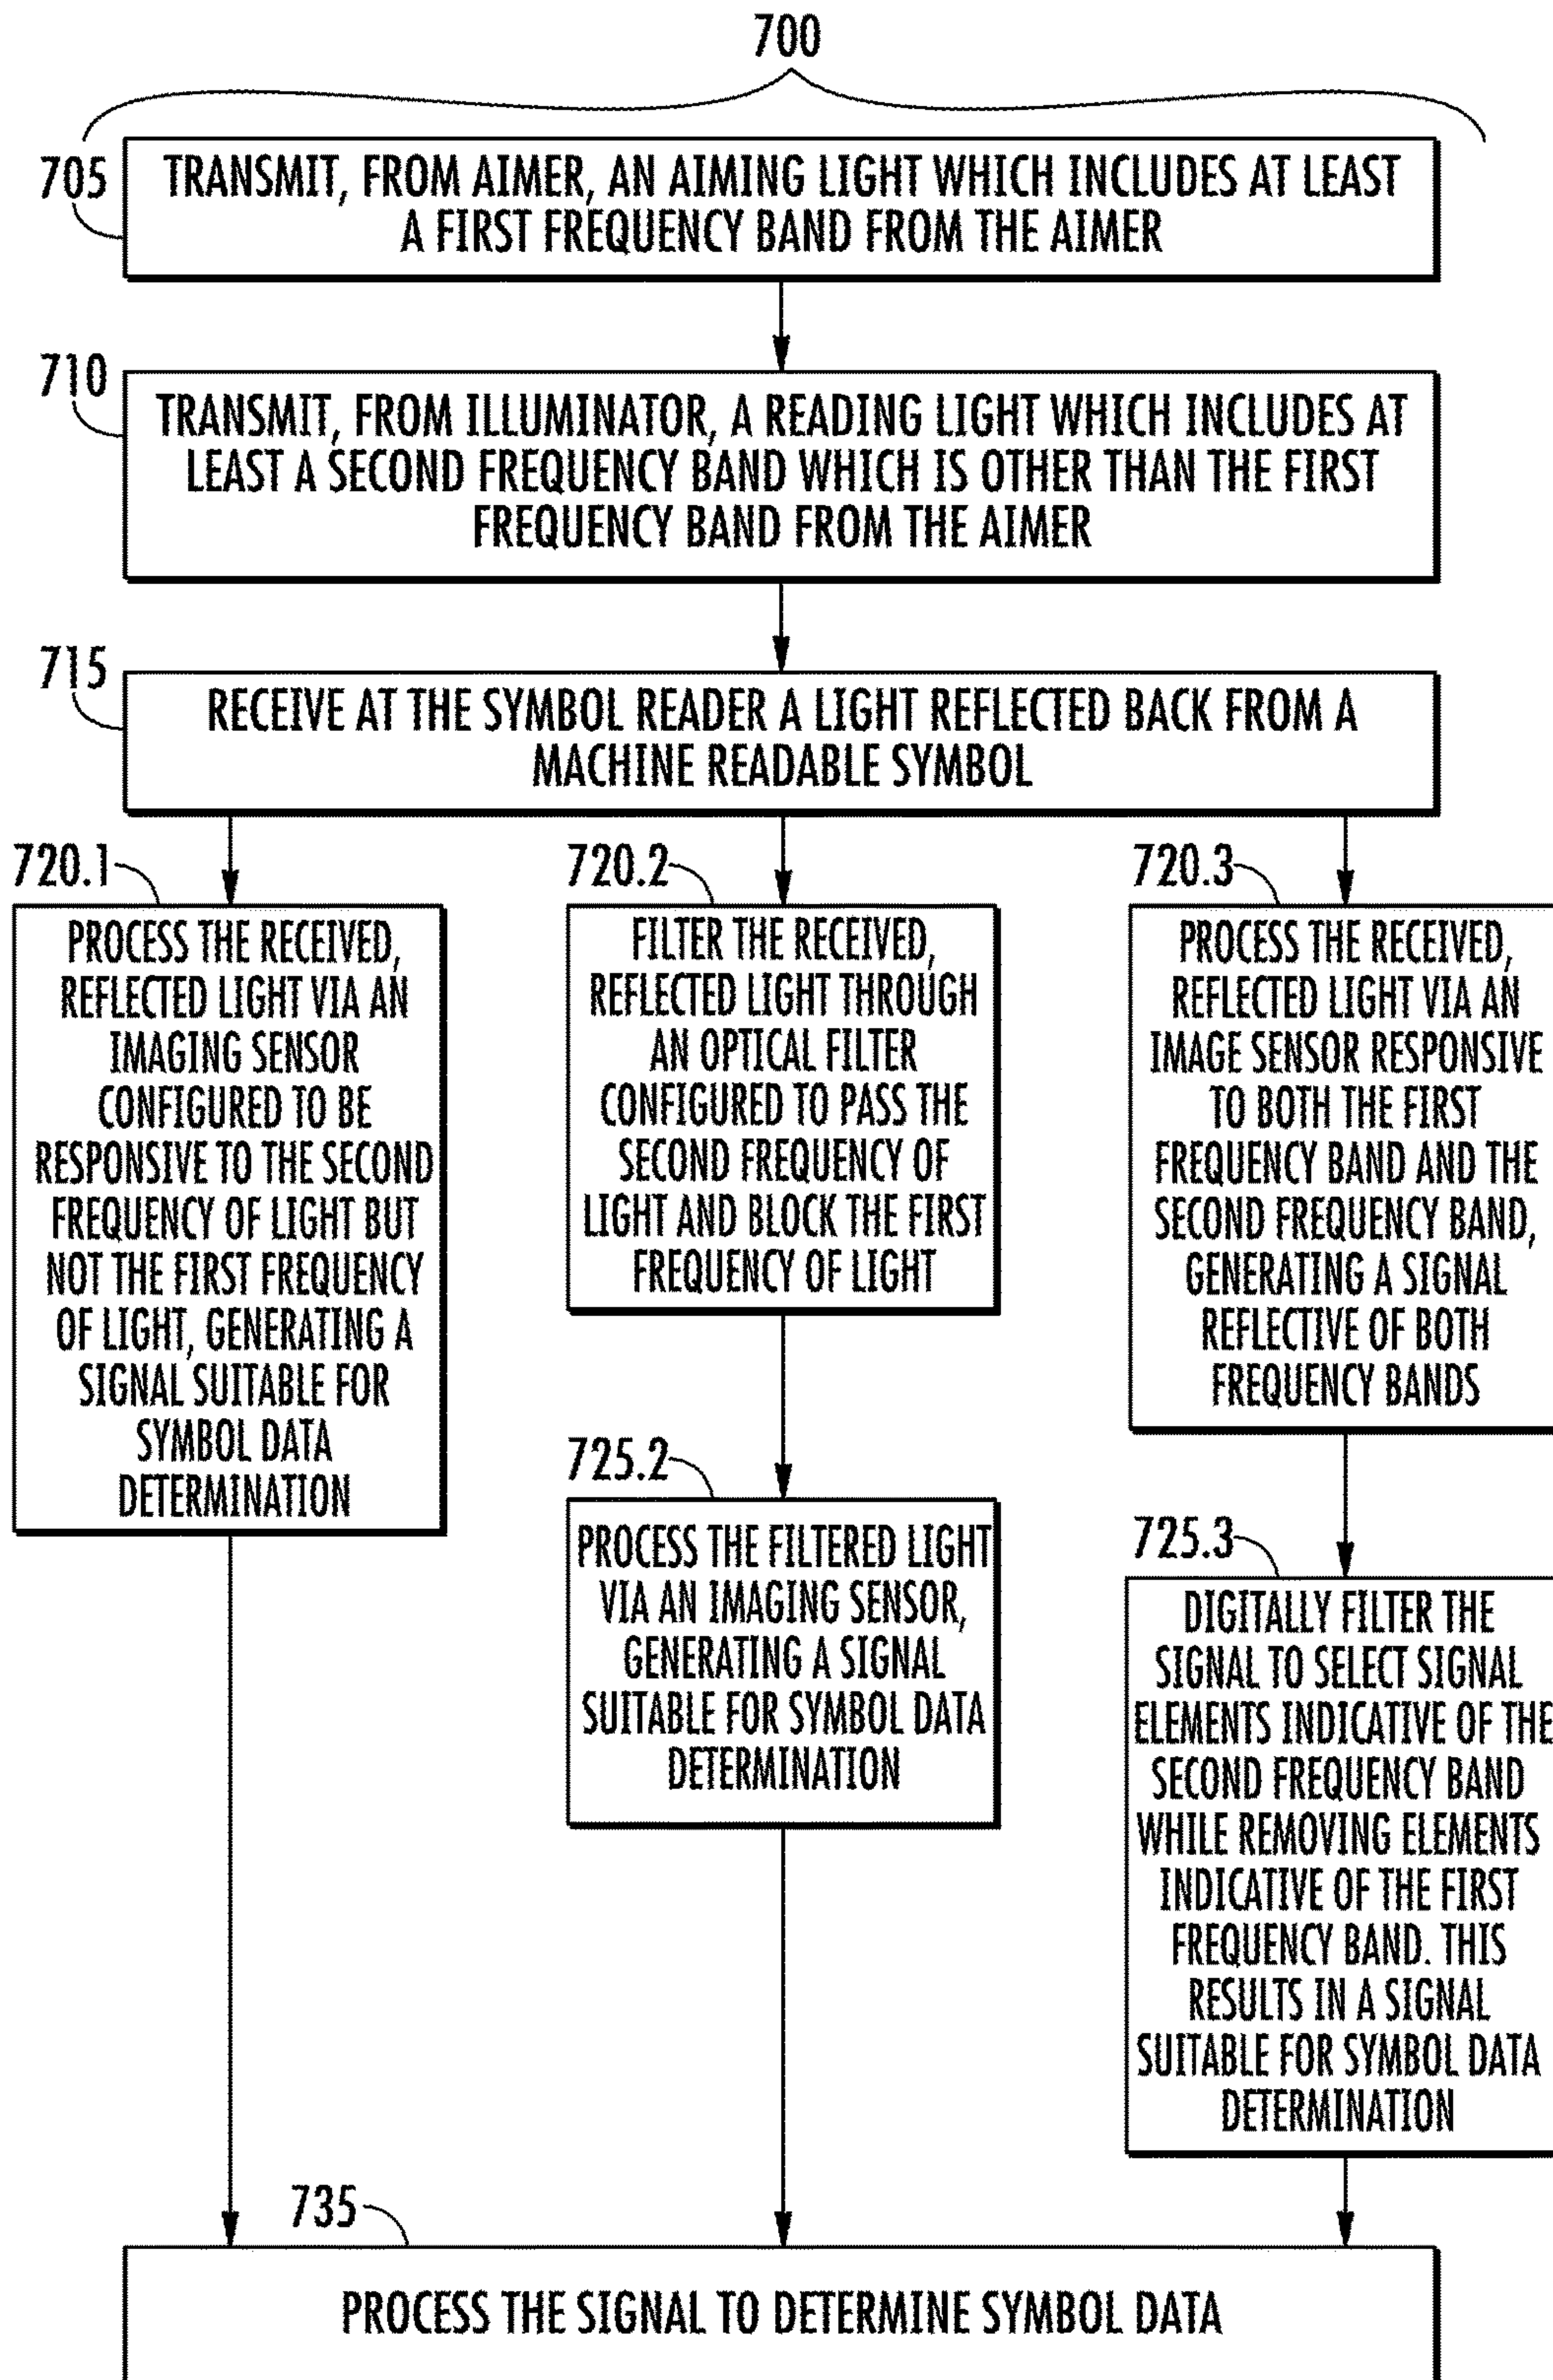 700
705
TRANSMIT, FROM AIMER, AN AIMING LIGHT WHICH INCLUDES AT LEAST
A FIRST FREQUENCY BAND FROM THE AIMER
710
TRANSMIT, FROM ILLUMINATOR, A READING LIGHT WHICH INCLUDES AT
LEAST A SECOND FREQUENCY BAND WHICH IS OTHER THAN THE FIRST
FREQUENCY BAND FROM THE AIMER
715
RECEIVE AT THE SYMBOL READER A LIGHT REFLECTED BACK FROM A
MACHINE READABLE SYMBOL
720.1
PROCESS THE RECEIVED,
REFLECTED LIGHT VIA AN
IMAGING SENSOR
CONFIGURED TO BE
RESPONSIVE TO THE SECOND
FREQUENCY OF LIGHT BUT
NOT THE FIRST FREQUENCY
OF LIGHT, GENERATING A
SIGNAL SUITABLE FOR
SYMBOL DATA
DETERMINATION
720.2
FILTER THE RECEIVED,
REFLECTED LIGHT THROUGH
AN OPTICAL FILTER
CONFIGURED TO PASS THE
SECOND FREQUENCY OF
LIGHT AND BLOCK THE FIRST
FREQUENCY OF LIGHT
725.2
PROCESS THE FILTERED LIGHT
VIA AN IMAGING SENSOR,
GENERATING A SIGNAL
SUITABLE FOR SYMBOL DATA
DETERMINATION
720.3
PROCESS THE RECEIVED,
REFLECTED LIGHT VIA AN
IMAGE SENSOR RESPONSIVE
TO BOTH THE FIRST
FREQUENCY BAND AND THE
SECOND FREQUENCY BAND,
GENERATING A SIGNAL
REFLECTIVE OF BOTH
FREQUENCY BANDS
725.3
DIGITALLY FILTER THE
SIGNAL TO SELECT SIGNAL
ELEMENTS INDICATIVE OF THE
SECOND FREQUENCY BAND
WHILE REMOVING ELEMENTS
INDICATIVE OF THE FIRST
FREQUENCY BAND. THIS
RESULTS IN A SIGNAL
SUITABLE FOR SYMBOL DATA
DETERMINATION
735
PROCESS THE SIGNAL TO DETERMINE SYMBOL DATA